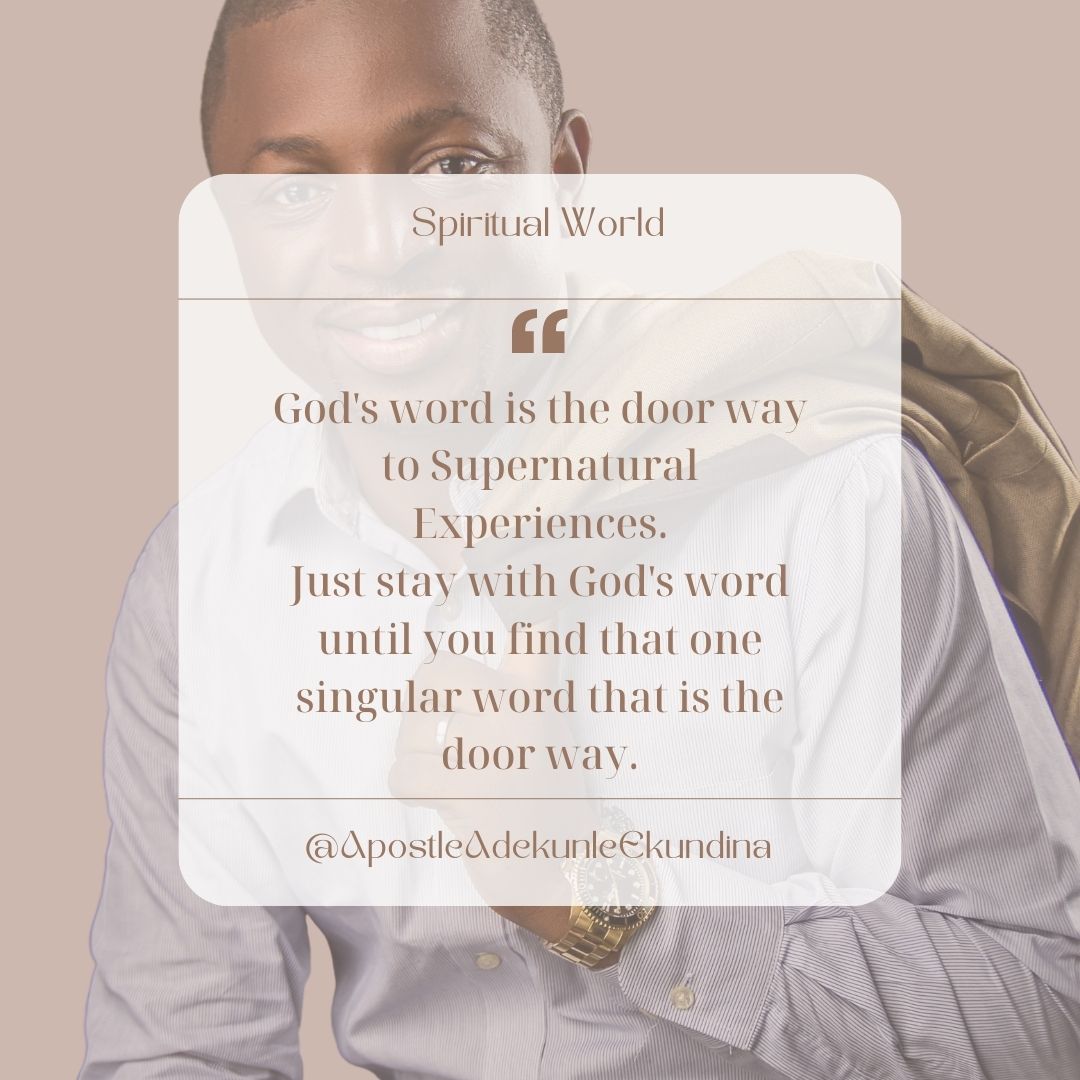 Spiritual World
“
God's word is the door way
to Supernatural
Experiences.
Just stay with God's word
until you find that one
singular word that is the
door way.
@ApostleAdekunleEkundina